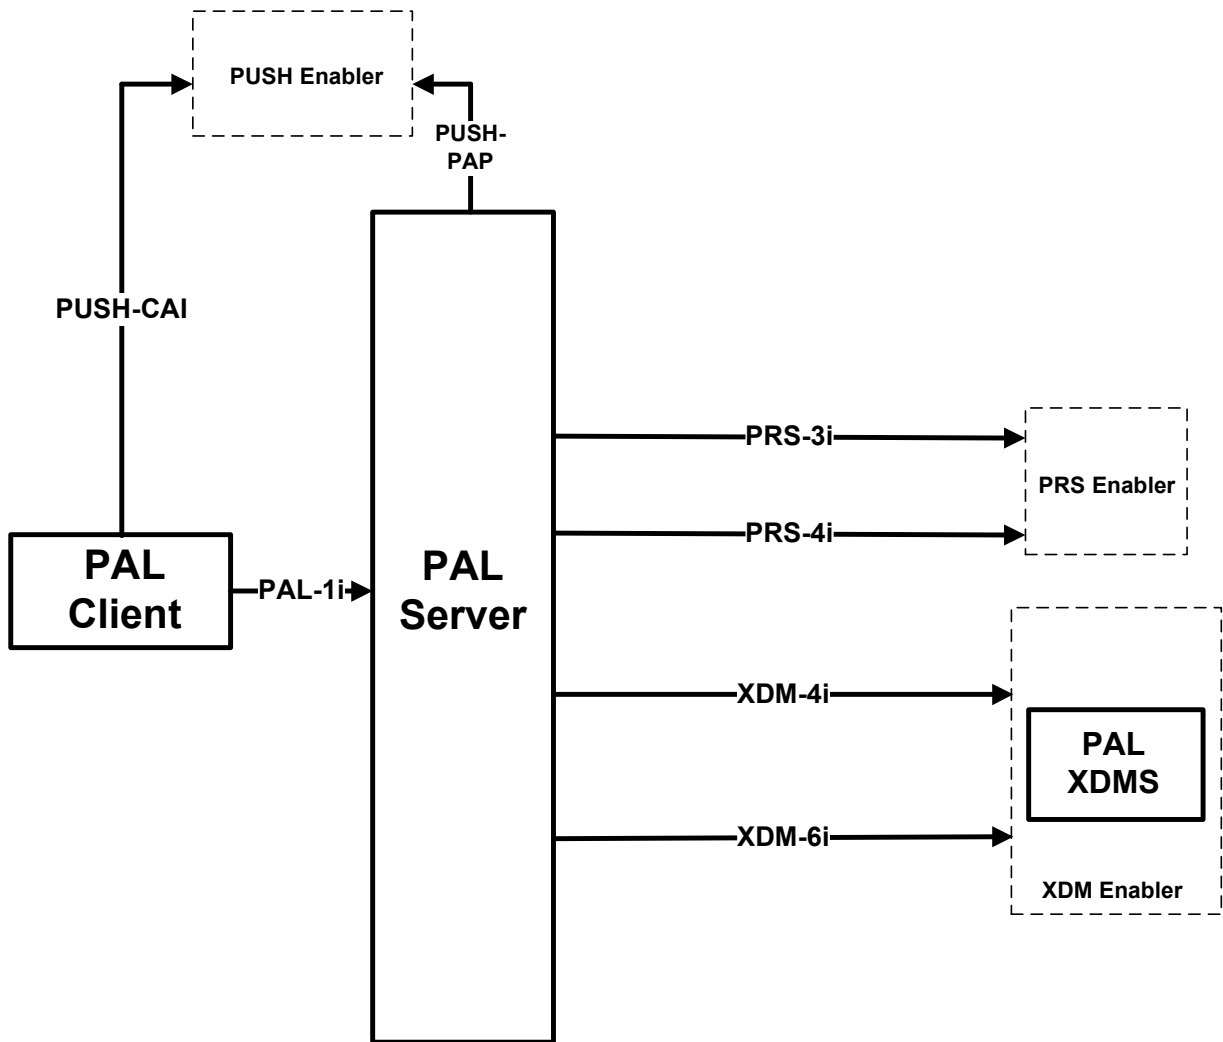 PUSH Enabler
PUSH-
PAP
PUSH-CAI
PRS-3i
PRS Enabler
PRS-4i
PAL
Client
PAL-1i
PAL
Server
XDM-4i
PAL
XDMS
XDM-6i
XDM Enabler